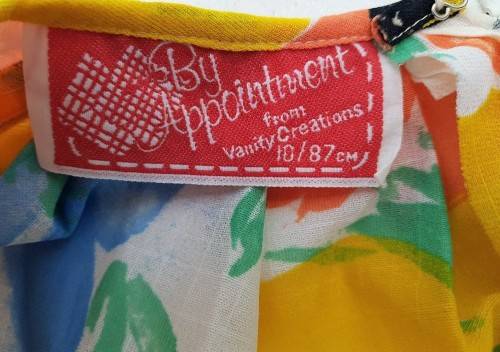 By
Appointment
from
Vanity Creations
10/87CM